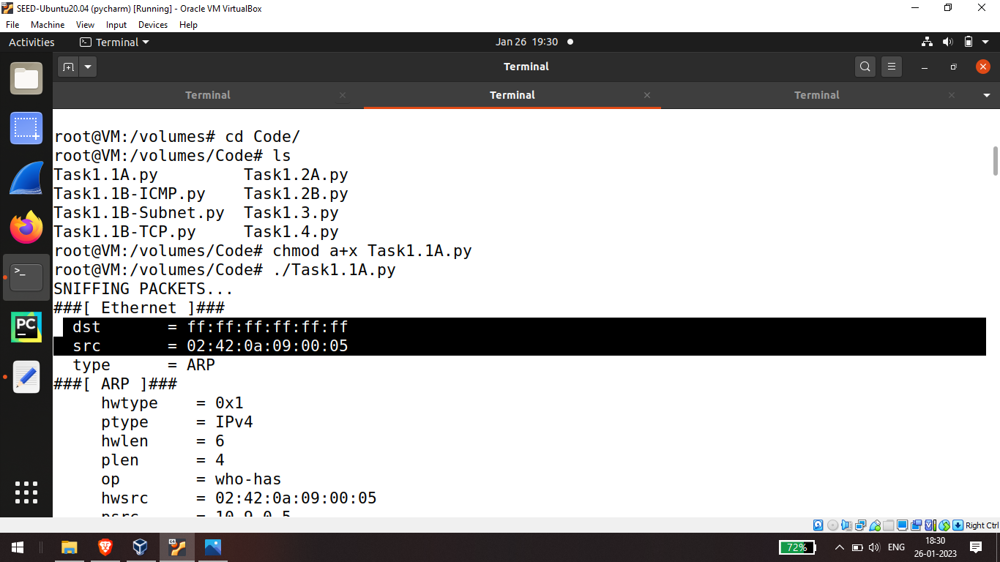 SEED-Ubuntu20.04 (pycharm) [Running] - Oracle VM VirtualBox
File Machine View Input Devices Help
Activities Terminal Jan 26 19:30
Terminal
Terminal Terminal Terminal
root@VM:/volumes# cd Code/
root@VM:/volumes/Code# ls
Task1.1A.py Task1.2A.py
Task1.1B-ICMP.py Task1.2B.py
Task1.1B-Subnet.py Task1.3.py
Task1.1B-TCP.py Task1.4.py
root@VM:/volumes/Code# chmod a+x Task1.1A.py
root@VM:/volumes/Code# ./Task1.1A.py
SNIFFING PACKETS...
###[ Ethernet ]###
dst = ff:ff:ff:ff:ff:ff
src = 02:42:0a:09:00:05
type = ARP
###[ ARP ]###
hwtype = 0x1
ptype = IPv4
hwlen = 6
plen = 4
op = who-has
hwsrc = 02:42:0a:09:00:05
psrc = 10.9.0.5
PC
Right Ctrl
64
72% ENG 18:30
26-01-2023